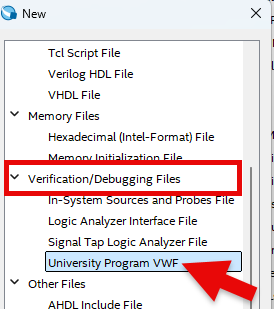 New
Tcl Script File
Verilog HDL File
VHDL File
Memory Files
Hexadecimal (Intel-Format) File
Memory Initialization File
Verification/Debugging Files
In-System Sources and Probes File
Logic Analyzer Interface File
Signal Tap Logic Analyzer File
University Program VWF
Other Files
AHDL Include File